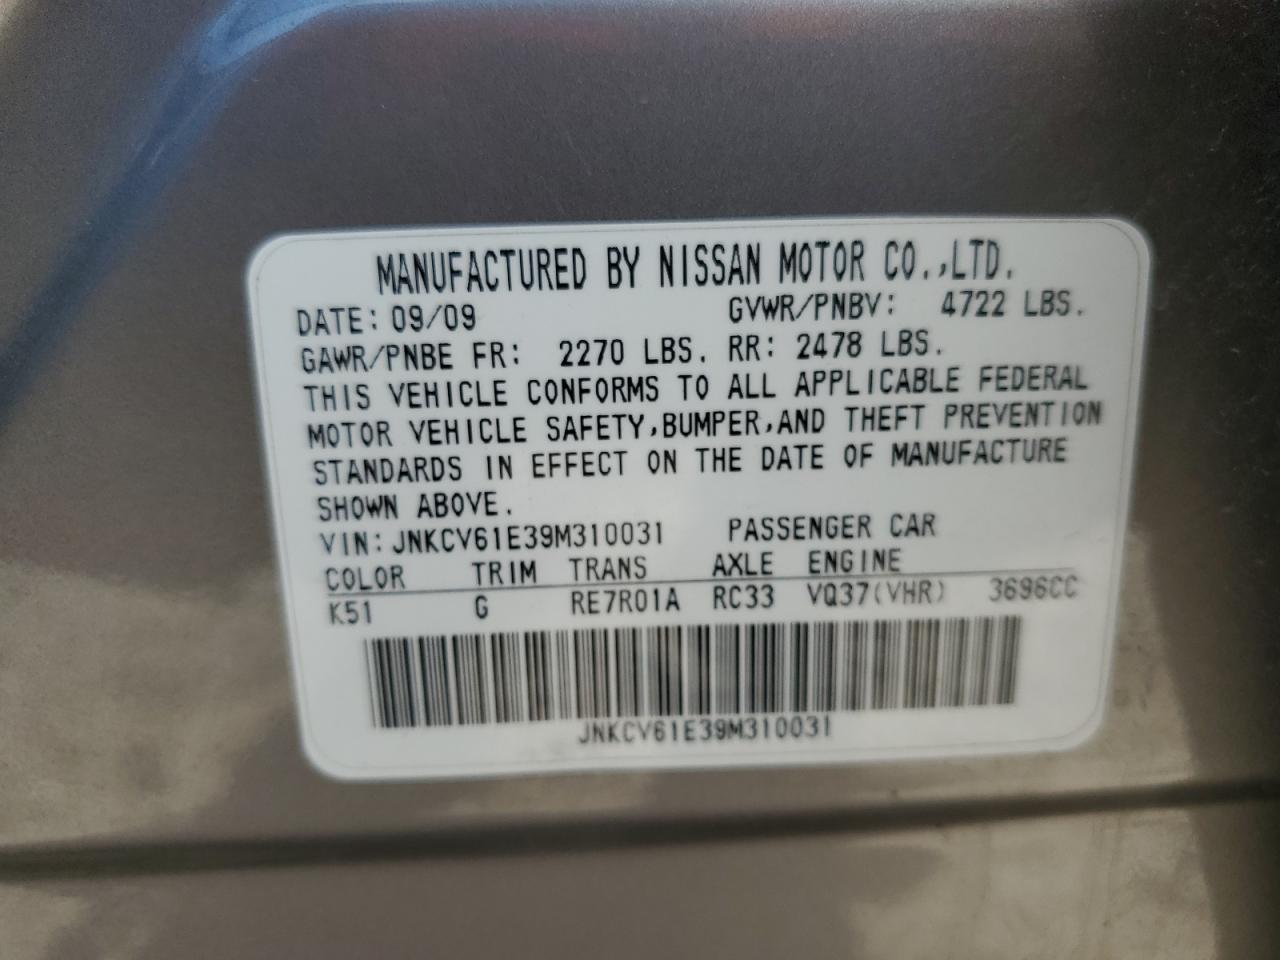 MANUFACTURED BY NISSAN MOTOR CO.,LTD.
DATE: 09/09 GVWR/PNBV: 4722 LBS.
GAWR/PNBE FR: 2270 LBS. RR: 2478 LBS.
THIS VEHICLE CONFORMS TO ALL APPLICABLE FEDERAL
MOTOR VEHICLE SAFETY,BUMPER,AND THEFT PREVENTION
STANDARDS IN EFFECT ON THE DATE OF MANUFACTURE
SHOWN ABOVE.
VIN: JNKCV61E39M310031 PASSENGER CAR
COLOR TRIM TRANS AXLE ENGINE
K51 G RE7R01A RC33 VQ37(VHR) 3696CC
JNKCV61E39M310031